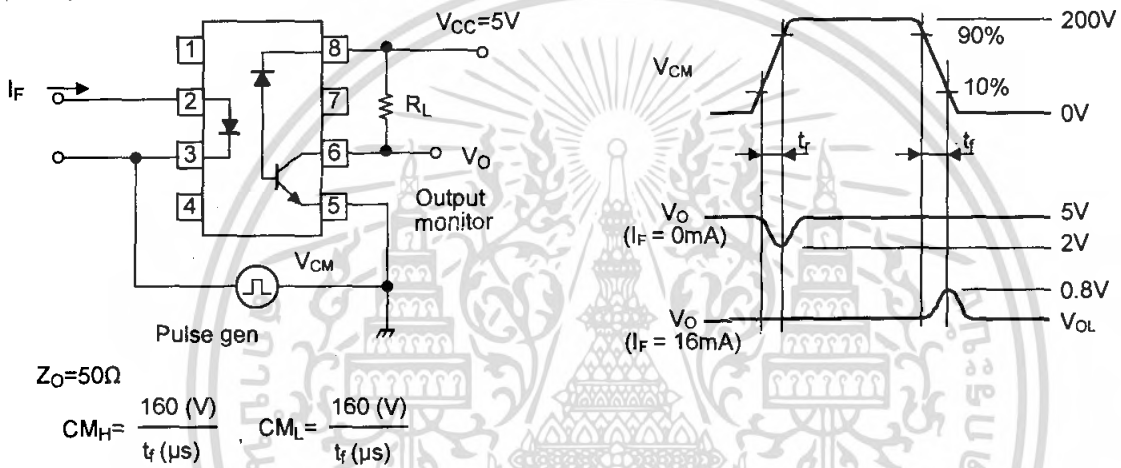 VCC=5V
1
8
IF
2
7
RL
3
6
VO
4
5
Output
monitor
VCM
Pulse gen
ZO=50Ω
CMH= 160 (V) / tf (μs) , CML= 160 (V) / tf (μs)
200V
90%
VCM
10%
0V
tr
tf
VO
(IF = 0mA)
5V
2V
0.8V
VO
(IF = 16mA)
VOL